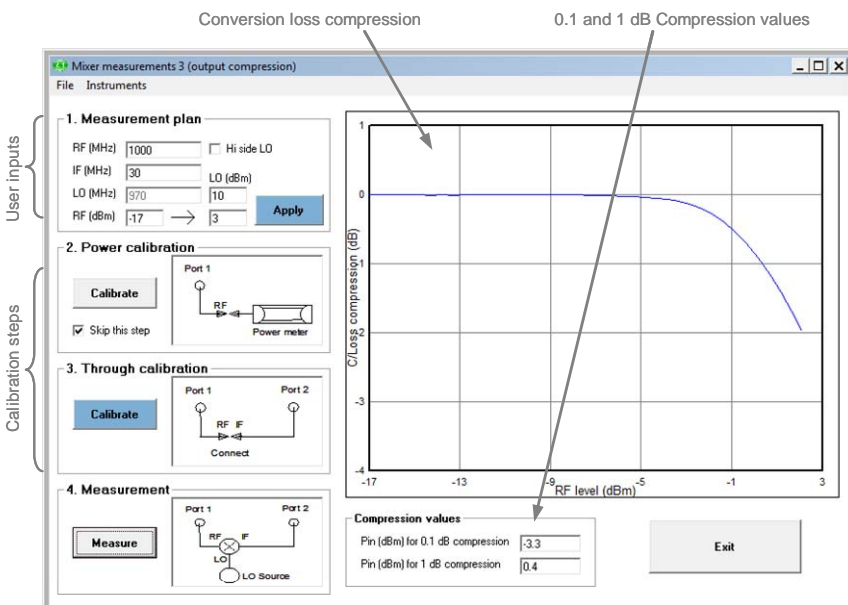 Conversion loss compression
0.1 and 1 dB Compression values
Mixer measurements 3 (output compression)
File Instruments
User inputs
1. Measurement plan
RF (MHz) 1000 Hi side LO
IF (MHz) 30
LO (dBm)
LO (MHz) 970 10
RF (dBm) -17 3
Apply
Calibration steps
2. Power calibration
Calibrate
Skip this step
Port 1
RF
Power meter
3. Through calibration
Calibrate
Port 1 Port 2
RF IF
Connect
4. Measurement
Measure
Port 1 Port 2
RF IF
LO
LO Source
C/Loss compression (dB)
1
0
-1
-2
-3
-4
-17 -13 -9 -5 -1 3
RF level (dBm)
Compression values
Pin (dBm) for 0.1 dB compression -3.3
Pin (dBm) for 1 dB compression 0.4
Exit